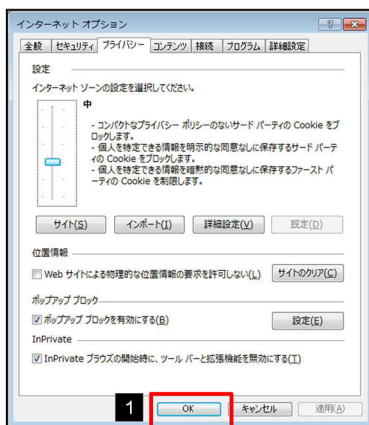 インターネット オプション
全般 セキュリティ プライバシー コンテンツ 接続 プログラム 詳細設定
設定
インターネット ゾーンの設定を選択してください。
中
- コンパクトなプライバシー ポリシーのないサード パーティの Cookie をブ
ロックします。
- 個人を特定できる情報を明示的な同意なしに保存するサード パーテ
ィの Cookie をブロックします。
- 個人を特定できる情報を暗黙的な同意なしに保存するファースト パ
ーティの Cookie を制限します。
サイト(S) インポート(I) 詳細設定(V) 既定(D)
位置情報
Web サイトによる物理的な位置情報の要求を許可しない(L) サイトのクリア(C)
ポップアップ ブロック
ポップアップ ブロックを有効にする(B) 設定(E)
InPrivate
InPrivate ブラウズの開始時に、ツール バーと拡張機能を無効にする(T)
1 OK キャンセル 適用(A)